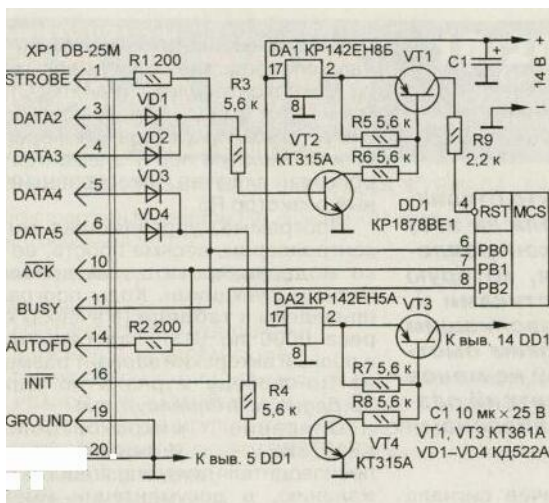 XP1 DB-25M
STROBE
1
R1 200
DATA2
3
VD1
DATA3
4
VD2
DATA4
5
VD3
DATA5
6
VD4
ACK
10
BUSY
11
AUTOFD
14
R2 200
INIT
16
GROUND
19
20
К выв. 5 DD1
R3
5,6 к
R4
5,6 к
DA1 КР142ЕН8Б
17
2
8
VT1
C1
+
+
14 В
−
R5 5,6 к
R6 5,6 к
VT2
КТ315А
R9
2,2 к
DD1
КР1878ВЕ1
4
RST
MCS
6
PB0
7
PB1
8
PB2
DA2 КР142ЕН5А
17
2
8
VT3
К выв. 14 DD1
R7 5,6 к
R8 5,6 к
VT4
КТ315А
C1 10 мк × 25 В
VT1, VT3 КТ361А
VD1–VD4 КД522А